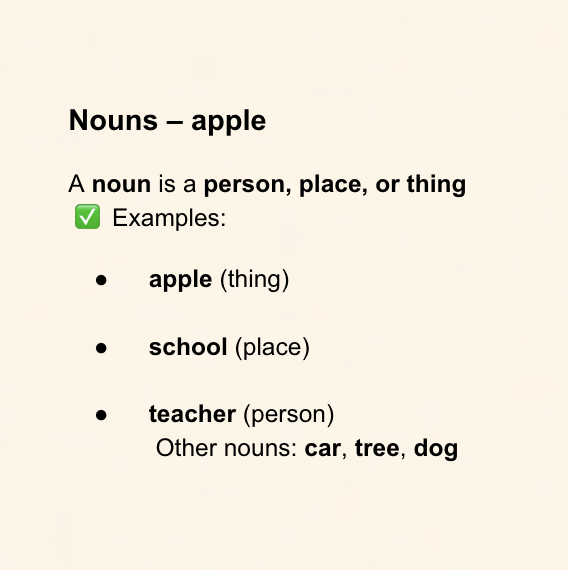 Nouns – apple
A noun is a person, place, or thing
✅ Examples:
● apple (thing)
● school (place)
● teacher (person)
Other nouns: car, tree, dog